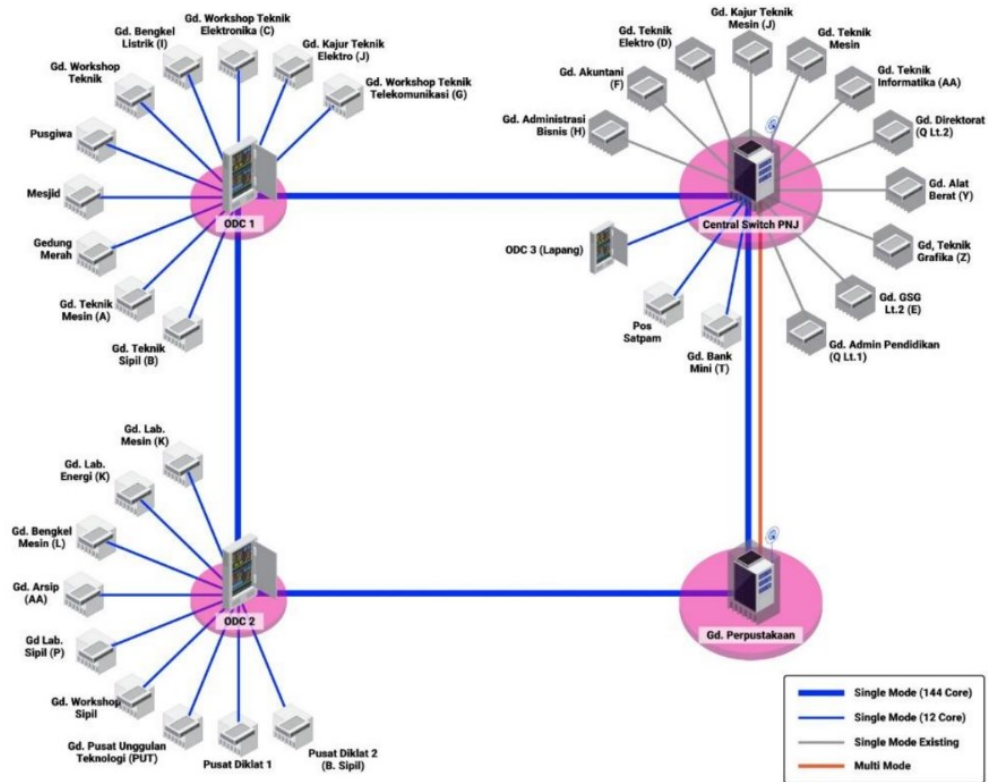 Gd. Workshop Teknik
Elektronika (C)
Gd. Bengkel
Listrik (I)
Gd. Kajur Teknik
Elektro (J)
Gd. Workshop
Teknik
Gd. Workshop Teknik
Telekomunikasi (G)
Pusgiwa
Mesjid
Gedung
Merah
Gd. Teknik
Mesin (A)
Gd. Teknik
Sipil (B)
ODC 1
Gd. Kajur Teknik
Mesin (J)
Gd. Teknik
Elektro (D)
Gd. Teknik
Mesin
Gd. Akuntani
(F)
Gd. Teknik
Informatika (AA)
Gd. Administrasi
Bisnis (H)
Gd. Direktorat
(Q Lt.2)
Gd. Alat
Berat (Y)
Central Switch PNJ
ODC 3 (Lapang)
Gd, Teknik
Grafika (Z)
Pos
Satpam
Gd. GSG
Lt.2 (E)
Gd. Bank
Mini (T)
Gd. Admin Pendidikan
(Q Lt.1)
Gd. Lab.
Mesin (K)
Gd. Lab.
Energi (K)
Gd. Bengkel
Mesin (L)
Gd. Arsip
(AA)
Gd Lab.
Sipil (P)
Gd. Workshop
Sipil
Gd. Pusat Unggulan
Teknologi (PUT)
Pusat Diklat 1
Pusat Diklat 2
(B. Sipil)
ODC 2
Gd. Perpustakaan
Single Mode (144 Core)
Single Mode (12 Core)
Single Mode Existing
Multi Mode